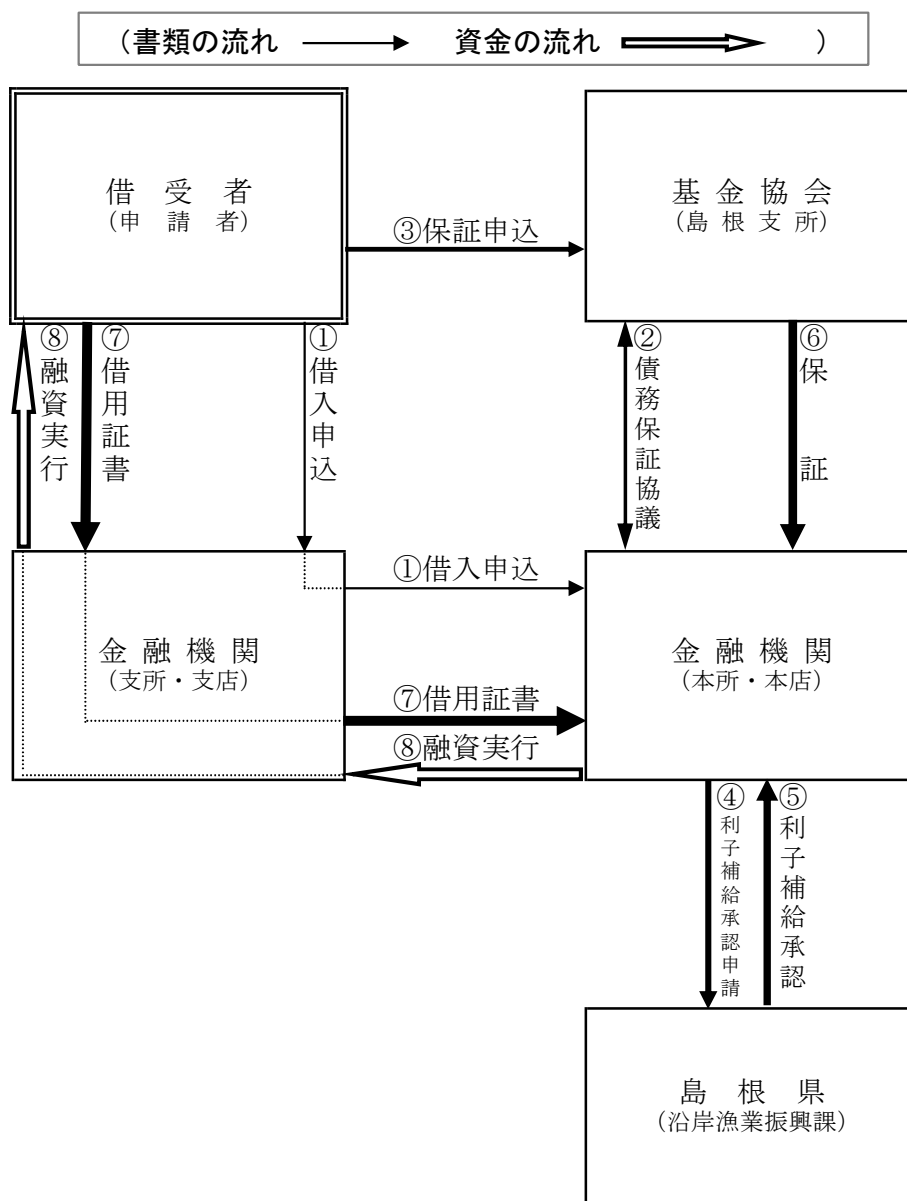 （書類の流れ 資金の流れ ）
借受者
（申請者）
基金協会
（島根支所）
③保証申込
⑧融資実行
⑦借用証書
①借入申込
②債務保証協議
⑥保証
①借入申込
金融機関
（支所・支店）
金融機関
（本所・本店）
⑦借用証書
⑧融資実行
④利子補給承認申請
⑤利子補給承認
島根県
（沿岸漁業振興課）